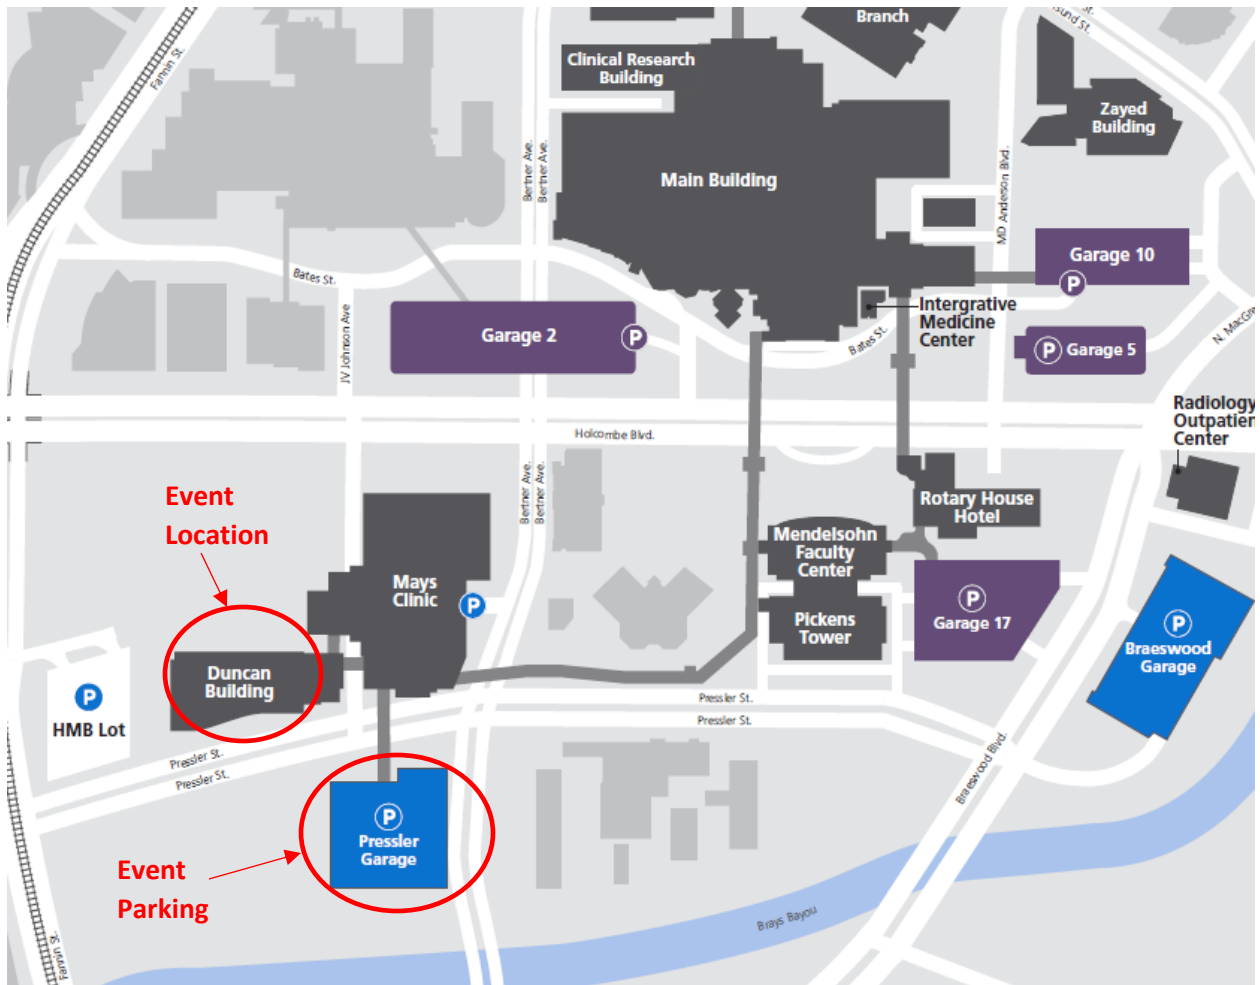 Branch
Clinical Research
Building
Fannin St.
Zayed
Building
Bertner Ave.
Bertner Ave.
Main Building
MD Anderson Blvd.
Garage 10
P
Bates St.
Intergrative
Medicine
Center
N. MacGre
Garage 2
P
JV Johnson Ave
Bates St.
P
Garage 5
Radiology
Outpatien
Center
Holcombe Blvd.
Event
Location
Bertner Ave.
Bertner Ave.
Rotary House
Hotel
Mendelsohn
Faculty
Center
Mays
Clinic
P
P
Garage 17
Pickens
Tower
P
Braeswood
Garage
Duncan
Building
P
HMB Lot
Pressler St.
Pressler St.
Pressler St.
Pressler St.
Braeswood Blvd.
P
Pressler
Garage
Event
Parking
Brays Bayou
Fannin St.